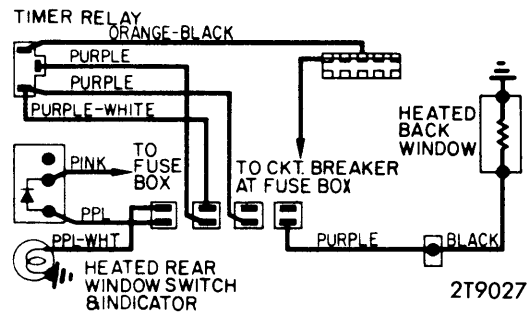 TIMER RELAY
ORANGE-BLACK
PURPLE
PURPLE
PURPLE-WHITE
HEATED
BACK
WINDOW
PINK
TO
FUSE
BOX
TO CKT. BREAKER
AT FUSE BOX
PPL
PPL-WHT
PURPLE
BLACK
HEATED REAR
WINDOW SWITCH
& INDICATOR
2T9027